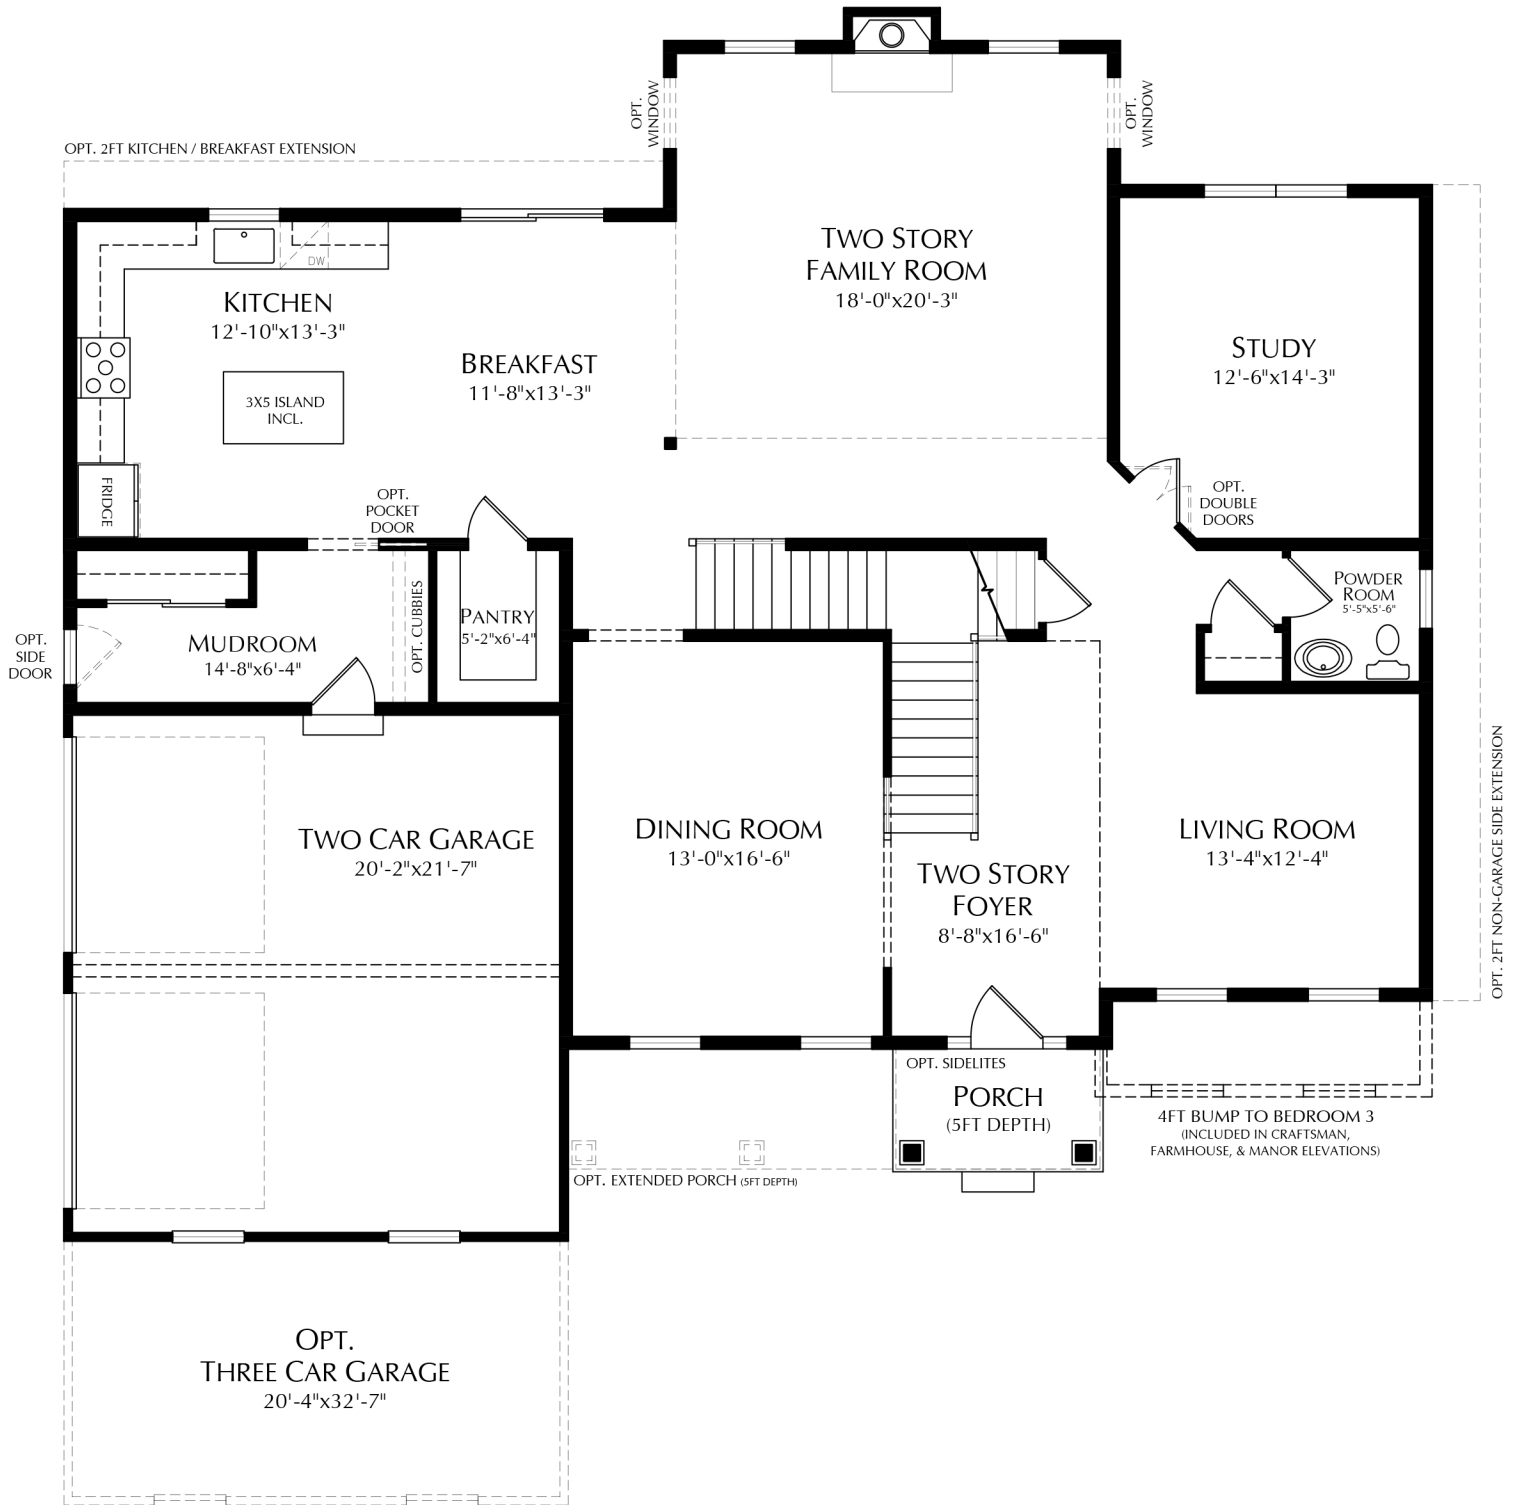 OPT.
WINDOW
OPT.
WINDOW
OPT. 2FT KITCHEN / BREAKFAST EXTENSION
TWO STORY
FAMILY ROOM
18'-0"x20'-3"
DW
KITCHEN
12'-10"x13'-3"
BREAKFAST
11'-8"x13'-3"
STUDY
12'-6"x14'-3"
3X5 ISLAND
INCL.
FRIDGE
OPT.
POCKET
DOOR
OPT.
DOUBLE
DOORS
POWDER
ROOM
5'-5"x5'-6"
OPT.
SIDE
DOOR
MUDROOM
14'-8"x6'-4"
OPT. CUBBIES
PANTRY
5'-2"x6'-4"
TWO CAR GARAGE
20'-2"x21'-7"
DINING ROOM
13'-0"x16'-6"
TWO STORY
FOYER
8'-8"x16'-6"
LIVING ROOM
13'-4"x12'-4"
OPT. 2FT NON-GARAGE SIDE EXTENSION
OPT. SIDELITES
PORCH
(5FT DEPTH)
4FT BUMP TO BEDROOM 3
(INCLUDED IN CRAFTSMAN,
FARMHOUSE, & MANOR ELEVATIONS)
OPT. EXTENDED PORCH (5FT DEPTH)
OPT.
THREE CAR GARAGE
20'-4"x32'-7"